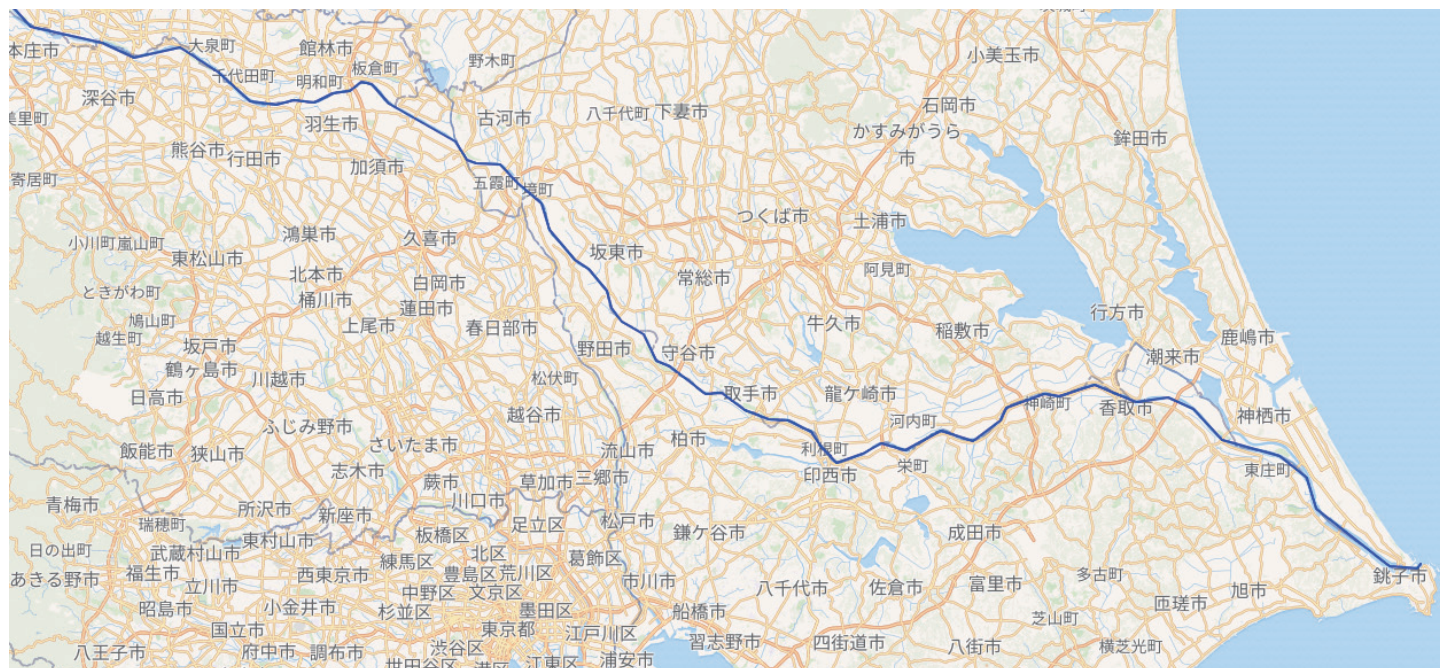 小美玉市
大泉町
館林市
本庄市
野木町
板倉町
千代田町
明和町
深谷市
石岡市
美里町
羽生市
古河市
八千代町
下妻市
かすみがうら
市
鉾田市
熊谷市
行田市
加須市
寄居町
五霞町
境町
つくば市
土浦市
小川町
嵐山町
東松山市
鴻巣市
久喜市
坂東市
阿見町
北本市
白岡市
常総市
ときがわ町
桶川市
蓮田市
行方市
鳩山町
上尾市
春日部市
牛久市
稲敷市
越生町
坂戸市
野田市
守谷市
潮来市
鹿嶋市
鶴ヶ島市
川越市
松伏町
日高市
取手市
龍ケ崎市
神崎町
香取市
越谷市
河内町
神栖市
ふじみ野市
飯能市
狭山市
さいたま市
流山市
柏市
利根町
栄町
志木市
蕨市
草加市
三郷市
印西市
東庄町
青梅市
所沢市
新座市
川口市
瑞穂町
足立区
松戸市
鎌ケ谷市
成田市
板橋区
東村山市
日の出町
武蔵村山市
練馬区
北区
葛飾区
あきる野市
福生市
立川市
西東京市
豊島区
荒川区
市川市
八千代市
佐倉市
富里市
多古町
旭市
銚子市
中野区
文京区
昭島市
小金井市
杉並区
墨田区
船橋市
匝瑳市
国立市
東京都
江戸川区
習志野市
四街道市
八街市
芝山町
横芝光町
八王子市
府中市
調布市
渋谷区
世田谷区
港区
江東区
浦安市